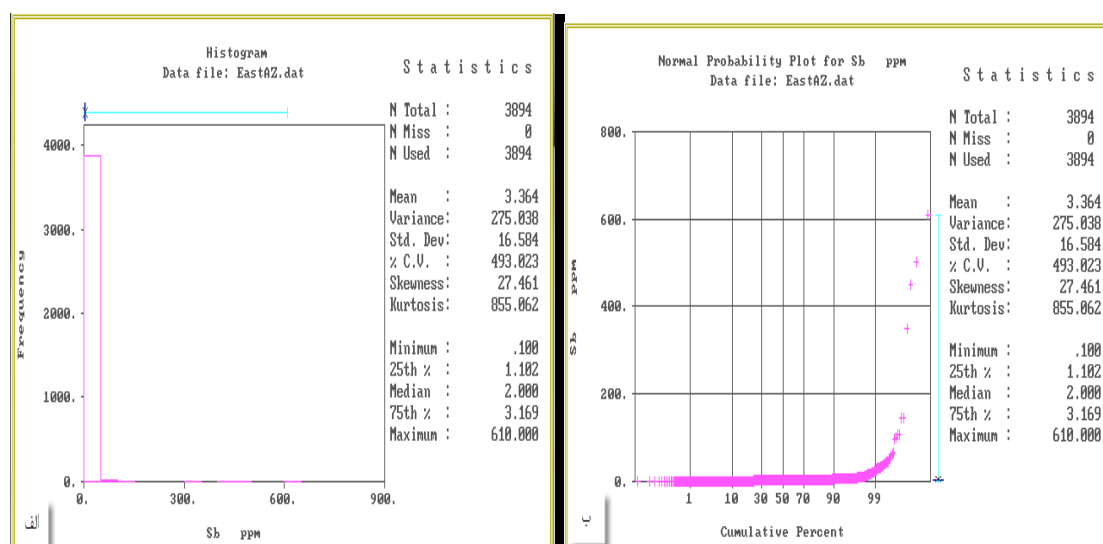 Histogram
Data file: EastAZ.dat
Statistics
N Total : 3894
N Miss : 0
N Used : 3894
Mean : 3.364
Variance: 275.038
Std. Dev: 16.584
% C.V. : 493.023
Skewness: 27.461
Kurtosis: 855.062
Minimum : .100
25th % : 1.102
Median : 2.000
75th % : 3.169
Maximum : 610.000
Frequency
4000.
3000.
2000.
1000.
0.
0. 300. 600. 900.
Sb ppm
الف
Normal Probability Plot for Sb ppm
Data file: EastAZ.dat
Statistics
N Total : 3894
N Miss : 0
N Used : 3894
Mean : 3.364
Variance: 275.038
Std. Dev: 16.584
% C.V. : 493.023
Skewness: 27.461
Kurtosis: 855.062
Minimum : .100
25th % : 1.102
Median : 2.000
75th % : 3.169
Maximum : 610.000
Sb ppm
800.
600.
400.
200.
0.
1 10 30 50 70 90 99
Cumulative Percent
ب